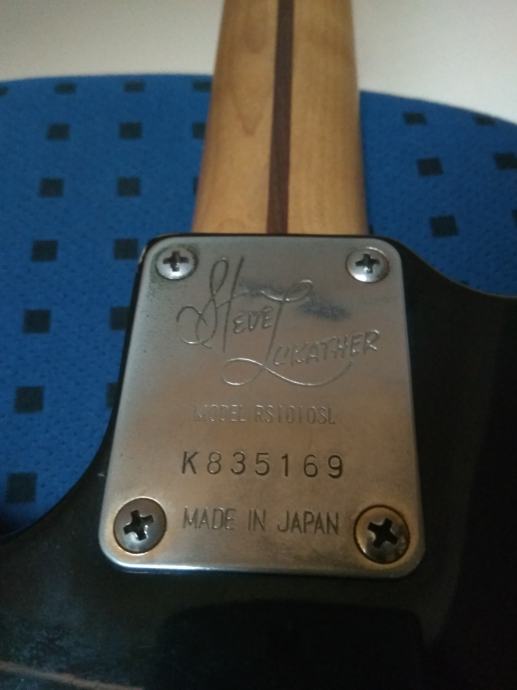 Steve
Lukather
MODEL RS1010SL
K835169
MADE IN JAPAN